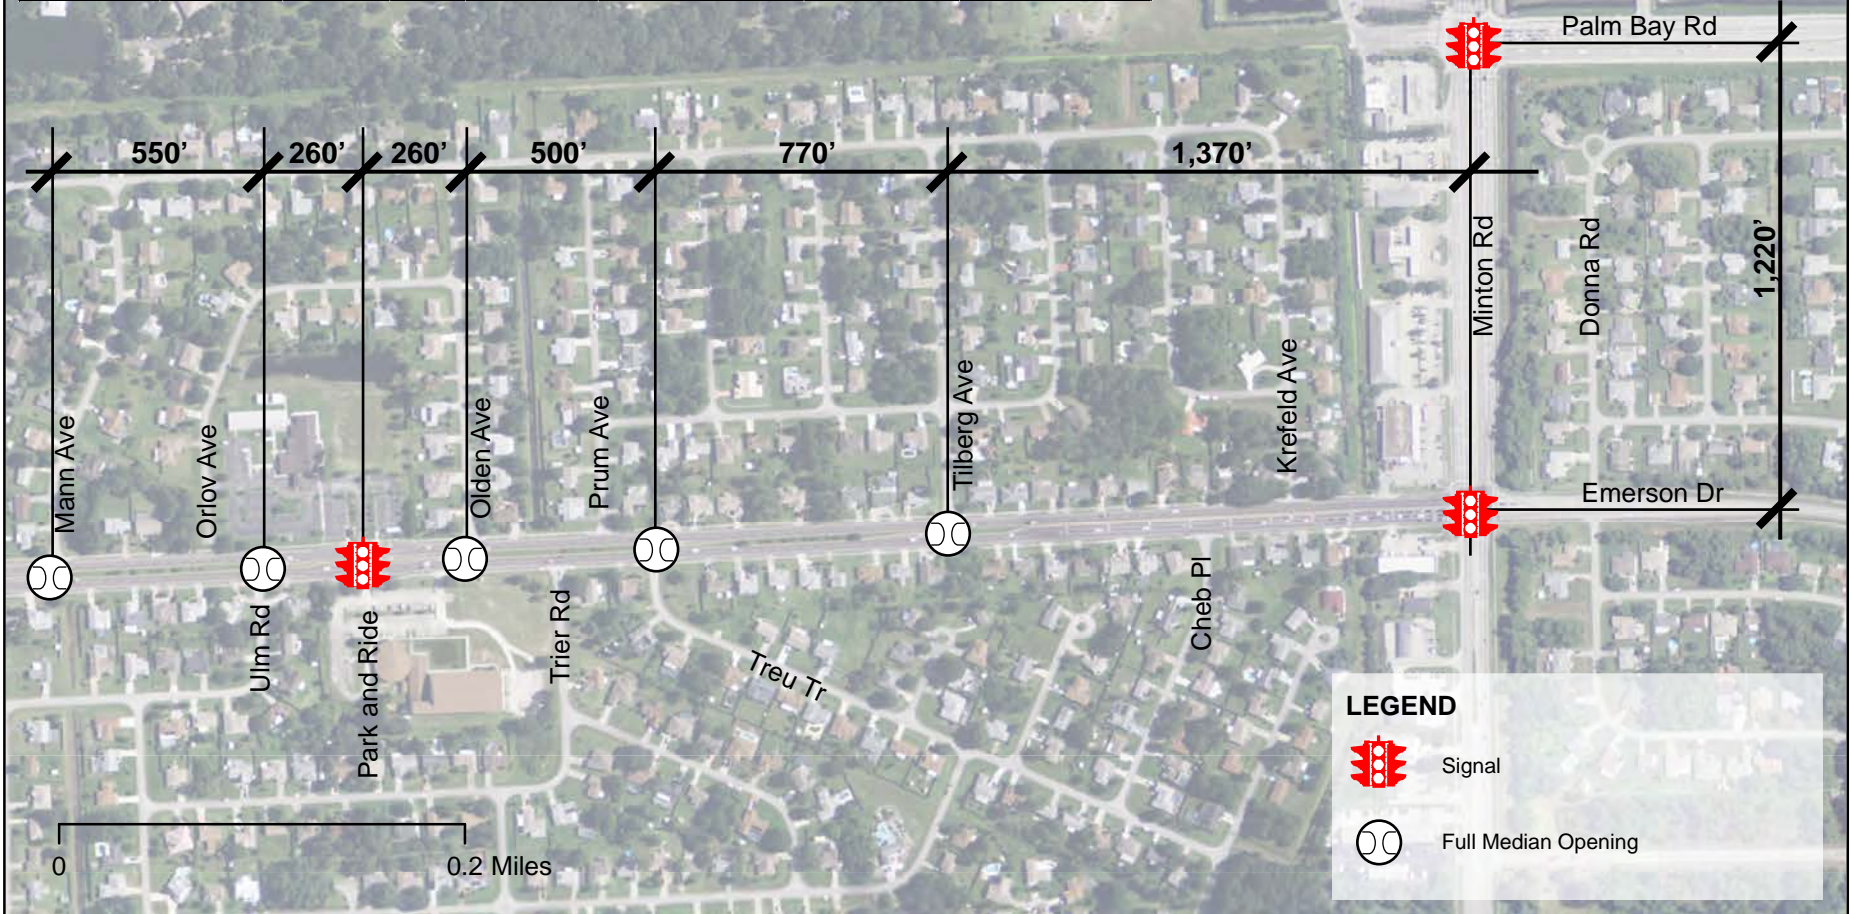 Palm Bay Rd
550’
260’
260’
500’
770’
1,370’
1,220’
Minton Rd
Donna Rd
Mann Ave
Orlov Ave
Olden Ave
Prum Ave
Tilberg Ave
Krefeld Ave
Emerson Dr
Ulm Rd
Park and Ride
Trier Rd
Treu Tr
Cheb Pl
LEGEND
Signal
Full Median Opening
0
0.2 Miles